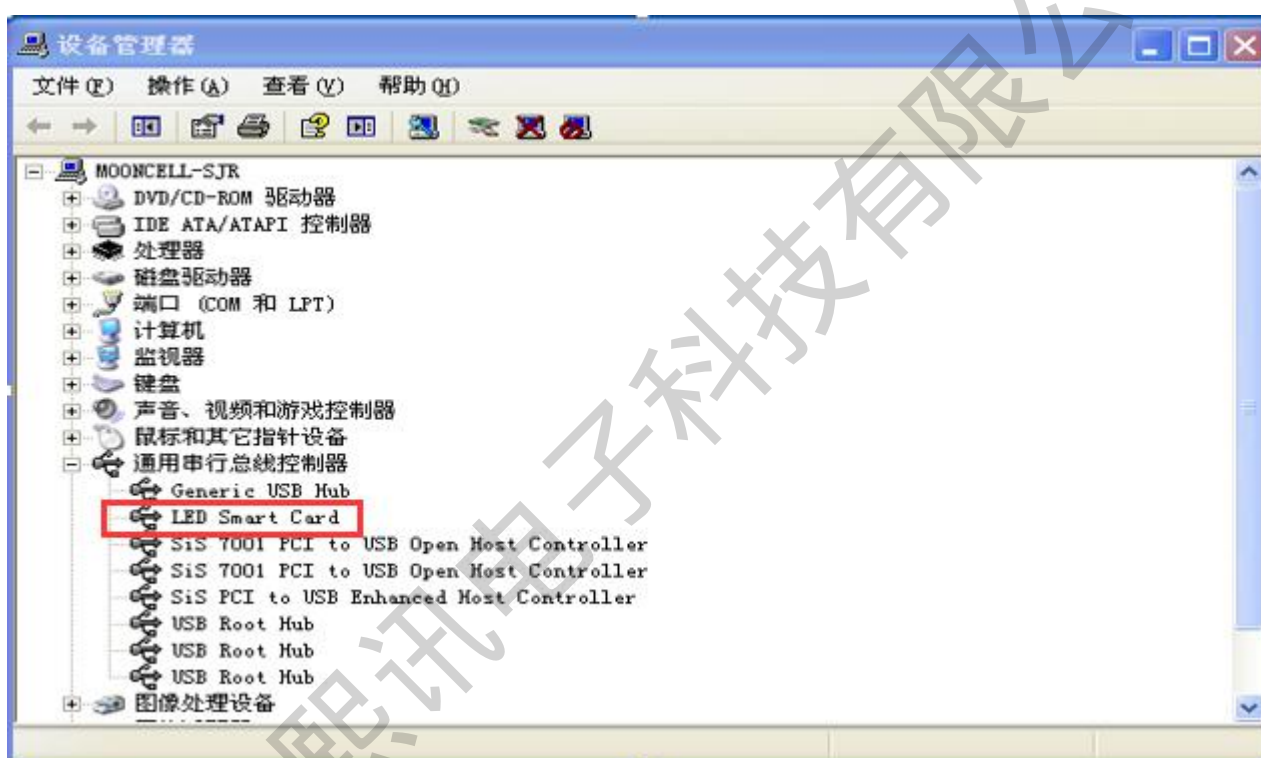 设备管理器
文件(F) 操作(A) 查看(V) 帮助(H)
MOONCELL-SJR
DVD/CD-ROM 驱动器
IDE ATA/ATAPI 控制器
处理器
磁盘驱动器
端口 (COM 和 LPT)
计算机
监视器
键盘
声音、视频和游戏控制器
鼠标和其它指针设备
通用串行总线控制器
Generic USB Hub
LED Smart Card
SiS 7001 PCI to USB Open Host Controller
SiS 7001 PCI to USB Open Host Controller
SiS PCI to USB Enhanced Host Controller
USB Root Hub
USB Root Hub
USB Root Hub
图像处理设备
熙讯电子科技有限公